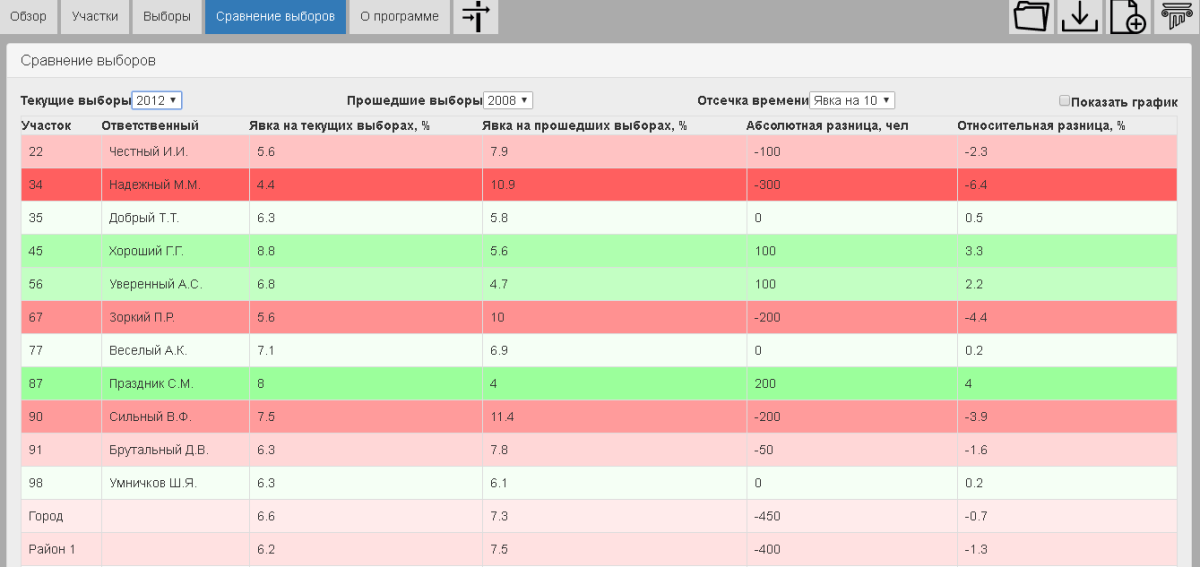 Обзор Участки Выборы Сравнение выборов О программе
Сравнение выборов
Текущие выборы 2012 Прошедшие выборы 2008 Отсечка времени Явка на 10 Показать график
Участок Ответственный Явка на текущих выборах, % Явка на прошедших выборах, % Абсолютная разница, чел Относительная разница, %
22 Честный И.И. 5.6 7.9 -100 -2.3
34 Надежный М.М. 4.4 10.9 -300 -6.4
35 Добрый Т.Т. 6.3 5.8 0 0.5
45 Хороший Г.Г. 8.8 5.6 100 3.3
56 Уверенный А.С. 6.8 4.7 100 2.2
67 Зоркий П.Р. 5.6 10 -200 -4.4
77 Веселый А.К. 7.1 6.9 0 0.2
87 Праздник С.М. 8 4 200 4
90 Сильный В.Ф. 7.5 11.4 -200 -3.9
91 Брутальный Д.В. 6.3 7.8 -50 -1.6
98 Умничков Ш.Я. 6.3 6.1 0 0.2
Город 6.6 7.3 -450 -0.7
Район 1 6.2 7.5 -400 -1.3